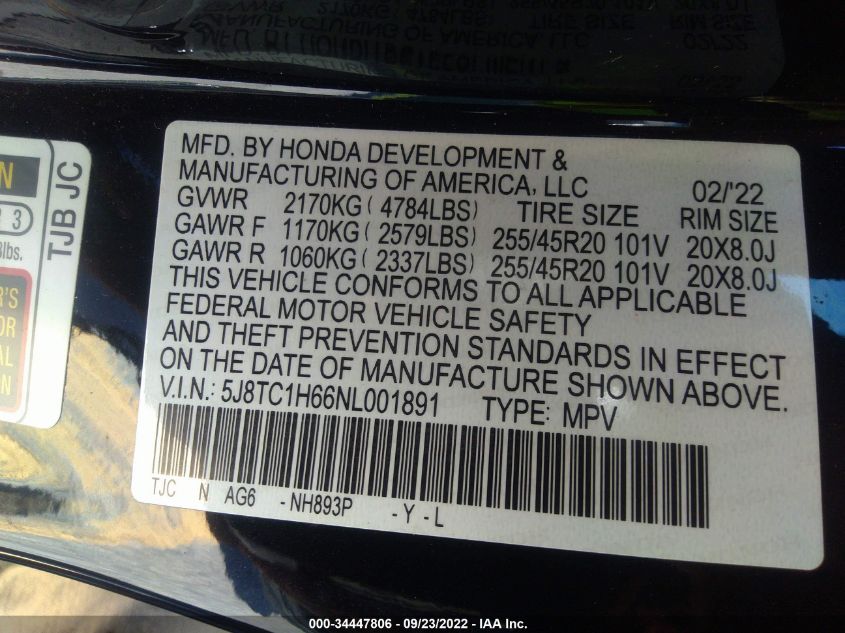 MFD. BY HONDA DEVELOPMENT &
MANUFACTURING OF AMERICA, LLC 02/'22
GVWR 2170KG ( 4784LBS) TIRE SIZE RIM SIZE
GAWR F 1170KG ( 2579LBS) 255/45R20 101V 20X8.0J
GAWR R 1060KG ( 2337LBS) 255/45R20 101V 20X8.0J
THIS VEHICLE CONFORMS TO ALL APPLICABLE
FEDERAL MOTOR VEHICLE SAFETY
AND THEFT PREVENTION STANDARDS IN EFFECT
ON THE DATE OF MANUFACTURE SHOWN ABOVE.
V.I.N.: 5J8TC1H66NL001891 TYPE: MPV
TJC N AG6 -NH893P -Y-L
TJB JC
3
lbs.
000-34447806 - 09/23/2022 - IAA Inc.